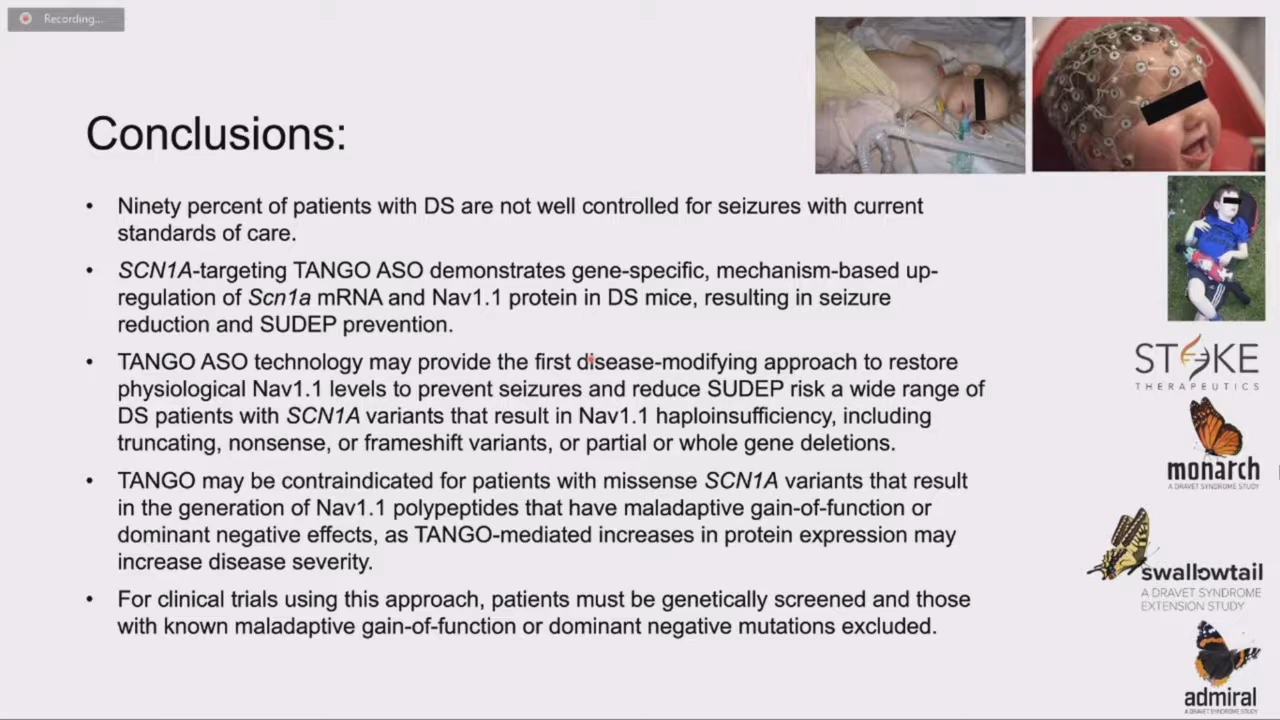 Recording...
Conclusions:
• Ninety percent of patients with DS are not well controlled for seizures with current
standards of care.
• SCN1A-targeting TANGO ASO demonstrates gene-specific, mechanism-based up-
regulation of Scn1a mRNA and Nav1.1 protein in DS mice, resulting in seizure
reduction and SUDEP prevention.
• TANGO ASO technology may provide the first disease-modifying approach to restore
physiological Nav1.1 levels to prevent seizures and reduce SUDEP risk a wide range of
DS patients with SCN1A variants that result in Nav1.1 haploinsufficiency, including
truncating, nonsense, or frameshift variants, or partial or whole gene deletions.
• TANGO may be contraindicated for patients with missense SCN1A variants that result
in the generation of Nav1.1 polypeptides that have maladaptive gain-of-function or
dominant negative effects, as TANGO-mediated increases in protein expression may
increase disease severity.
• For clinical trials using this approach, patients must be genetically screened and those
with known maladaptive gain-of-function or dominant negative mutations excluded.
STOKE
THERAPEUTICS
monarch
A DRAVET SYNDROME STUDY
swallowtail
A DRAVET SYNDROME
EXTENSION STUDY
admiral
A DRAVET SYNDROME STUDY